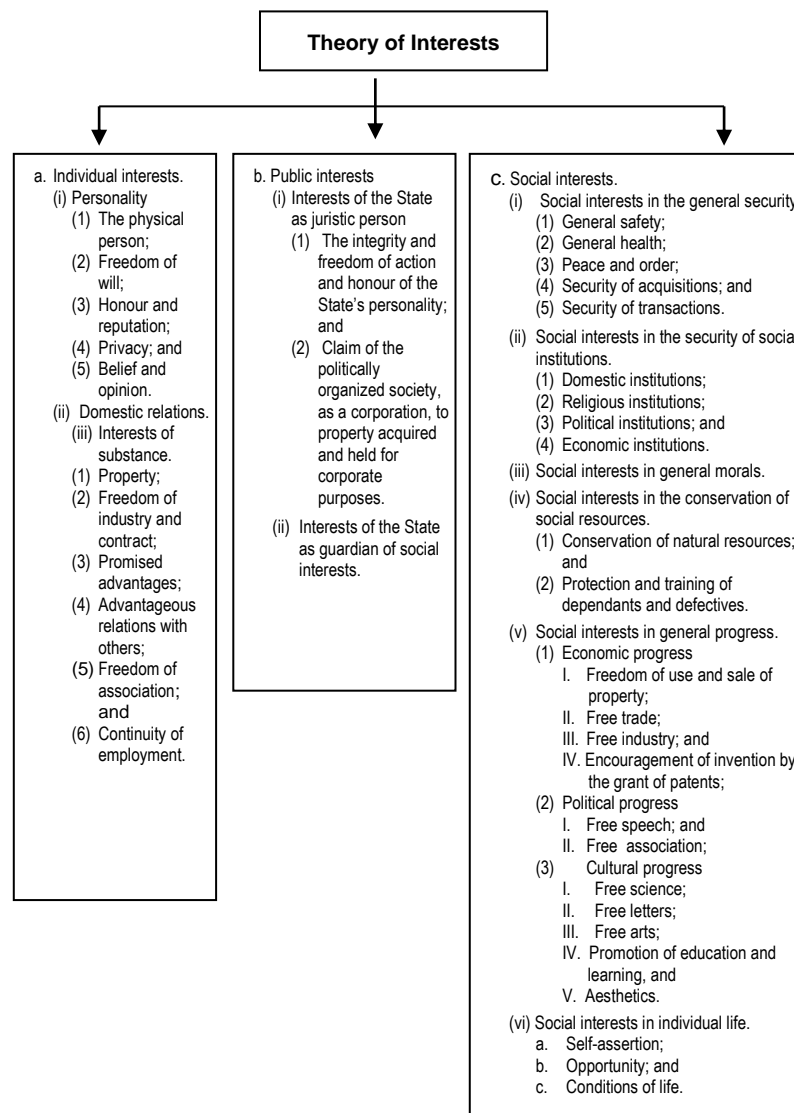 Theory of Interests
a. Individual interests.
(i) Personality
(1) The physical
person;
(2) Freedom of
will;
(3) Honour and
reputation;
(4) Privacy; and
(5) Belief and
opinion.
(ii) Domestic relations.
(iii) Interests of
substance.
(1) Property;
(2) Freedom of
industry and
contract;
(3) Promised
advantages;
(4) Advantageous
relations with
others;
(5) Freedom of
association;
and
(6) Continuity of
employment.
b. Public interests
(i) Interests of the State
as juristic person
(1) The integrity and
freedom of action
and honour of the
State's personality;
and
(2) Claim of the
politically
organized society,
as a corporation, to
property acquired
and held for
corporate
purposes.
(ii) Interests of the State
as guardian of social
interests.
C. Social interests.
(i) Social interests in the general security
(1) General safety;
(2) General health;
(3) Peace and order;
(4) Security of acquisitions; and
(5) Security of transactions.
(ii) Social interests in the security of social
institutions.
(1) Domestic institutions;
(2) Religious institutions;
(3) Political institutions; and
(4) Economic institutions.
(iii) Social interests in general morals.
(iv) Social interests in the conservation of
social resources.
(1) Conservation of natural resources;
and
(2) Protection and training of
dependants and defectives.
(v) Social interests in general progress.
(1) Economic progress
I. Freedom of use and sale of
property;
II. Free trade;
III. Free industry; and
IV. Encouragement of invention by
the grant of patents;
(2) Political progress
I. Free speech; and
II. Free association;
(3) Cultural progress
I. Free science;
II. Free letters;
III. Free arts;
IV. Promotion of education and
learning, and
V. Aesthetics.
(vi) Social interests in individual life.
a. Self-assertion;
b. Opportunity; and
c. Conditions of life.